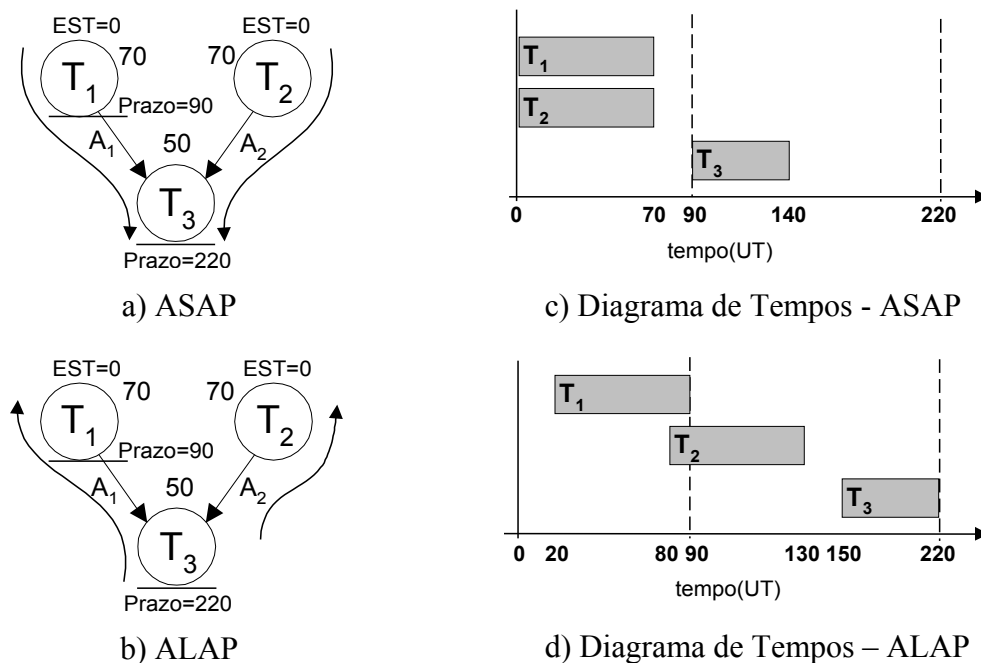 EST=0
EST=0
70
70
T1
T2
Prazo=90
A1
50
A2
T3
Prazo=220
a) ASAP
T1
T2
T3
0
70
90
140
220
tempo(UT)
c) Diagrama de Tempos - ASAP
EST=0
EST=0
70
70
T1
T2
Prazo=90
A1
50
A2
T3
Prazo=220
b) ALAP
T1
T2
T3
0
20
80
90
130
150
220
tempo(UT)
d) Diagrama de Tempos – ALAP